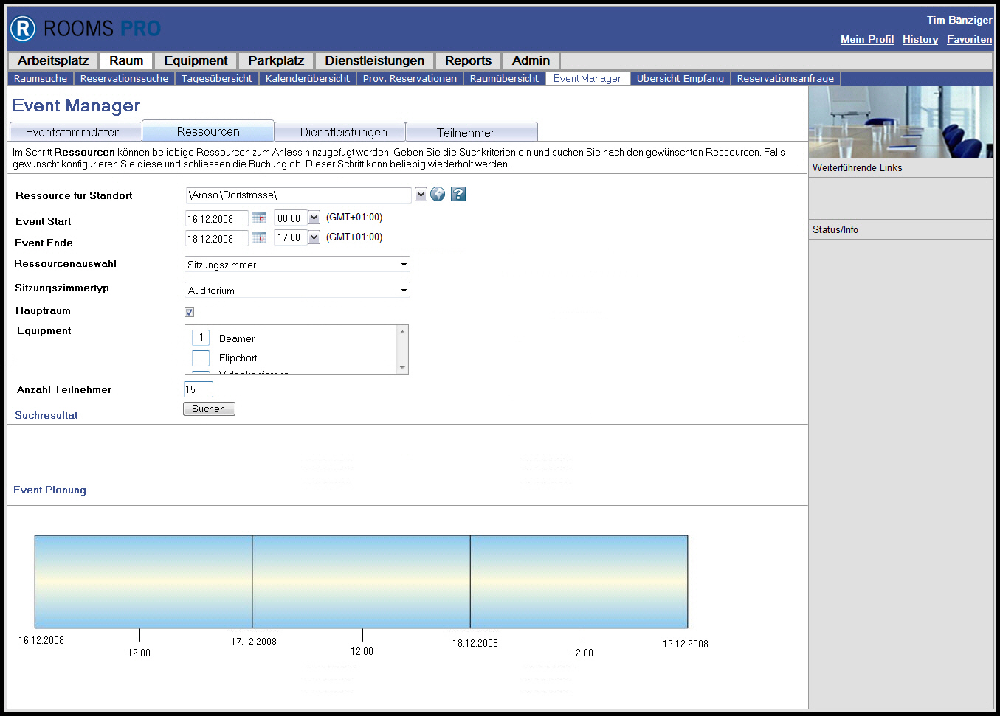 R ROOMS PRO
Tim Bänziger
Mein Profil History Favoriten
Arbeitsplatz Raum Equipment Parkplatz Dienstleistungen Reports Admin
Raumsuche Reservationssuche Tagesübersicht Kalenderübersicht Prov. Reservationen Raumübersicht Event Manager Übersicht Empfang Reservationsanfrage
Event Manager
Eventstammdaten Ressourcen Dienstleistungen Teilnehmer
Im Schritt Ressourcen können beliebige Ressourcen zum Anlass hinzugefügt werden. Geben Sie die Suchkriterien ein und suchen Sie nach den gewünschten Ressourcen. Falls
gewünscht konfigurieren Sie diese und schliessen die Buchung ab. Dieser Schritt kann beliebig wiederholt werden.
Weiterführende Links
Status/Info
Ressource für Standort \Arosa\Dorfstrasse\ ?
Event Start 16.12.2008 08:00 (GMT+01:00)
Event Ende 18.12.2008 17:00 (GMT+01:00)
Ressourcenauswahl Sitzungszimmer
Sitzungszimmertyp Auditorium
Hauptraum
Equipment 1 Beamer
Flipchart
Anzahl Teilnehmer 15
Suchen
Suchresultat
Event Planung
16.12.2008 17.12.2008 18.12.2008 19.12.2008
12:00 12:00 12:00